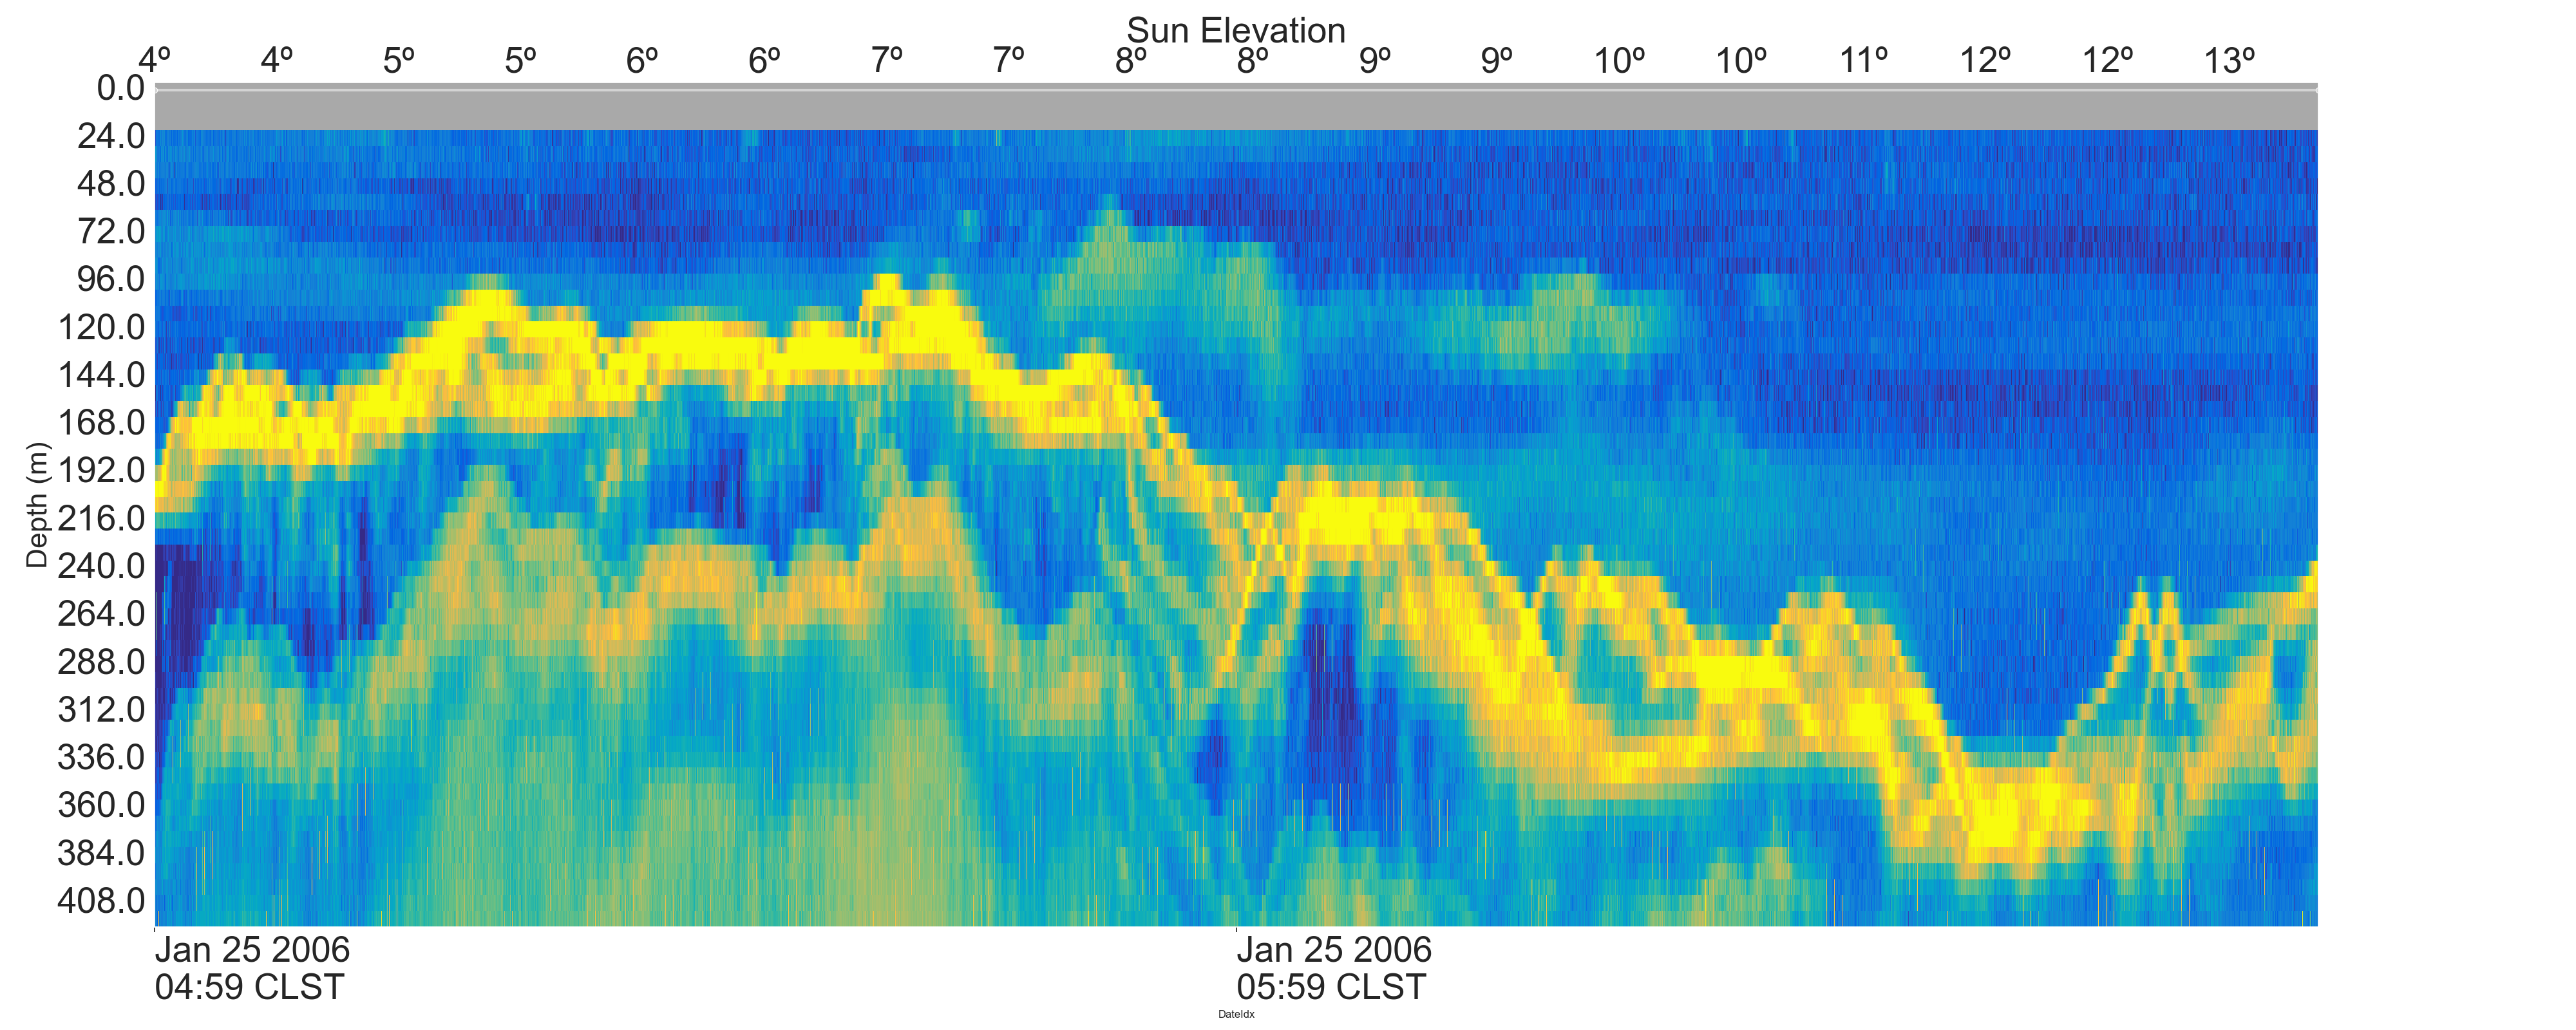 Sun Elevation
4º 4º 5º 5º 6º 6º 7º 7º 8º 8º 9º 9º 10º 10º 11º 12º 12º 13º
0.0
24.0
48.0
72.0
96.0
120.0
144.0
168.0
192.0
216.0
240.0
264.0
288.0
312.0
336.0
360.0
384.0
408.0
Depth (m)
Jan 25 2006
04:59 CLST
Jan 25 2006
05:59 CLST
DateIdx